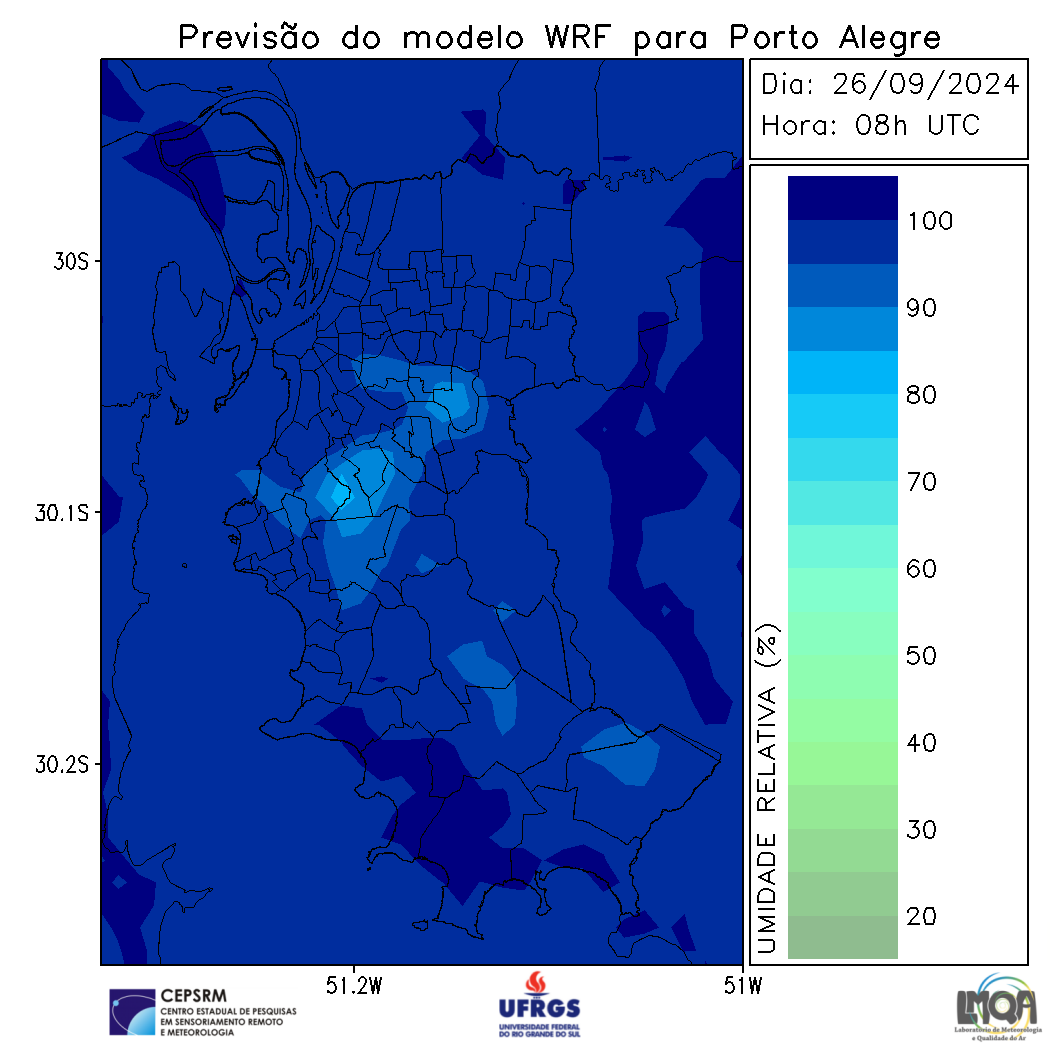 Previsão do modelo WRF para Porto Alegre
Dia: 26/09/2024
Hora: 08h UTC
30S
30.1S
30.2S
51.2W
51W
100
90
80
70
60
50
40
30
20
UMIDADE RELATIVA (%)
CEPSRM
CENTRO ESTADUAL DE PESQUISAS
EM SENSORIAMENTO REMOTO
E METEOROLOGIA
UFRGS
UNIVERSIDADE FEDERAL
DO RIO GRANDE DO SUL
LMQA
Laboratório de Meteorologia
e Qualidade do Ar